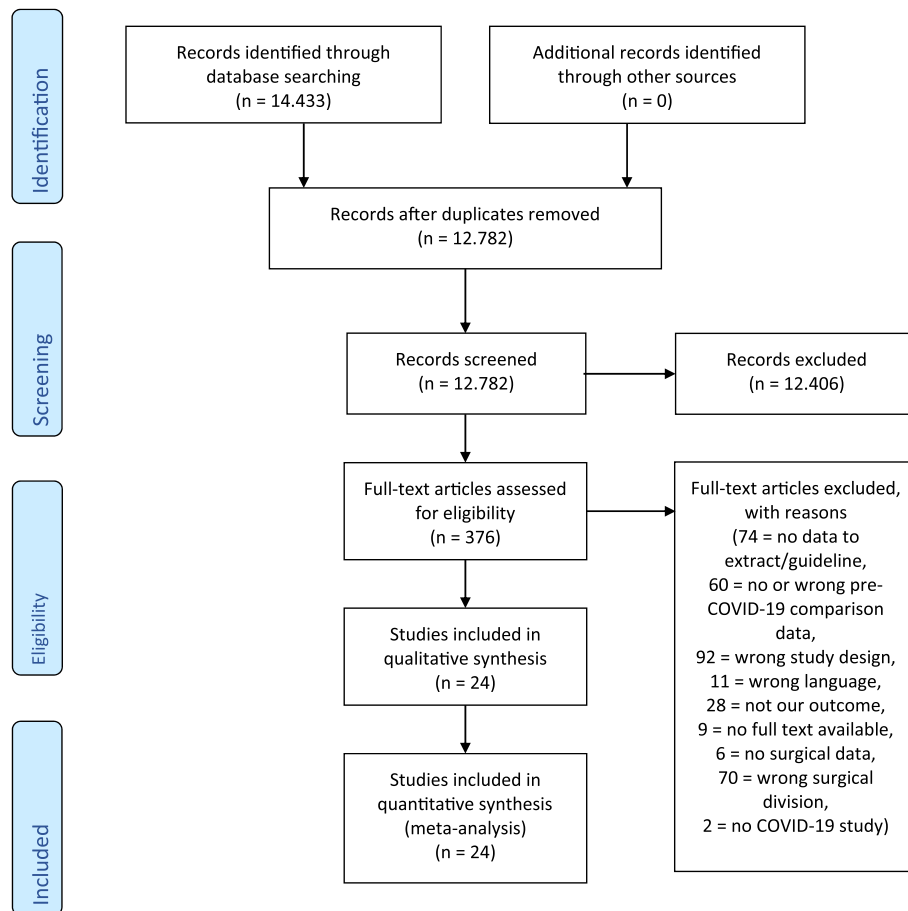 Identification
Records identified through
database searching
(n = 14.433)
Additional records identified
through other sources
(n = 0)
Records after duplicates removed
(n = 12.782)
Screening
Records screened
(n = 12.782)
Records excluded
(n = 12.406)
Eligibility
Full-text articles assessed
for eligibility
(n = 376)
Full-text articles excluded,
with reasons
(74 = no data to
extract/guideline,
60 = no or wrong pre-
COVID-19 comparison
data,
92 = wrong study design,
11 = wrong language,
28 = not our outcome,
9 = no full text available,
6 = no surgical data,
70 = wrong surgical
division,
2 = no COVID-19 study)
Studies included in
qualitative synthesis
(n = 24)
Included
Studies included in
quantitative synthesis
(meta-analysis)
(n = 24)